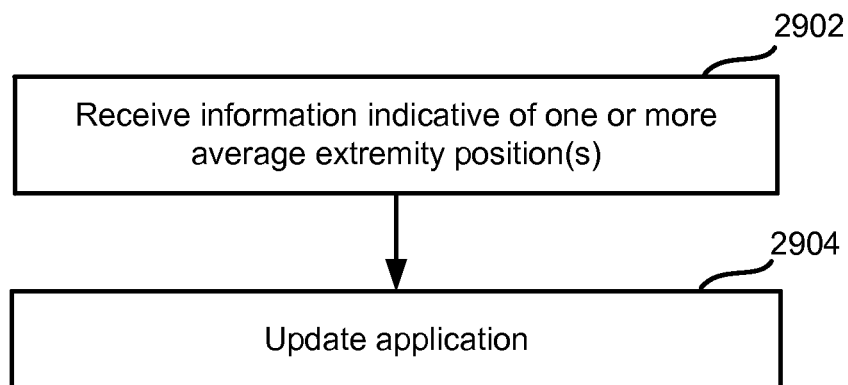 2902
Receive information indicative of one or more
average extremity position(s)
2904
Update application